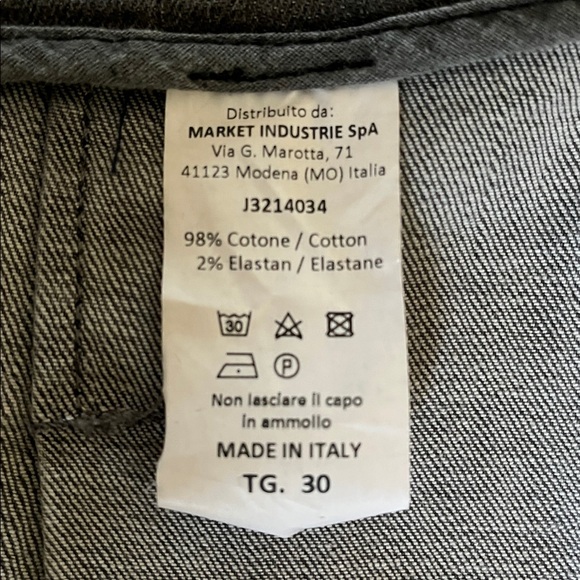 Distribuito da:
MARKET INDUSTRIE SpA
Via G. Marotta, 71
41123 Modena (MO) Italia
J3214034
98% Cotone / Cotton
2% Elastan / Elastane
30
P
Non lasciare il capo
in ammollo
MADE IN ITALY
TG. 30